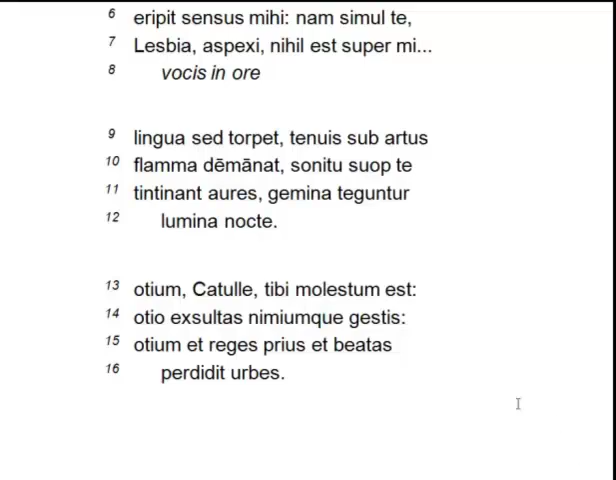 6 eripit sensus mihi: nam simul te,
7 Lesbia, aspexi, nihil est super mi...
8 vocis in ore
9 lingua sed torpet, tenuis sub artus
10 flamma dēmānat, sonitu suop te
11 tintinant aures, gemina teguntur
12 lumina nocte.
13 otium, Catulle, tibi molestum est:
14 otio exsultas nimiumque gestis:
15 otium et reges prius et beatas
16 perdidit urbes.